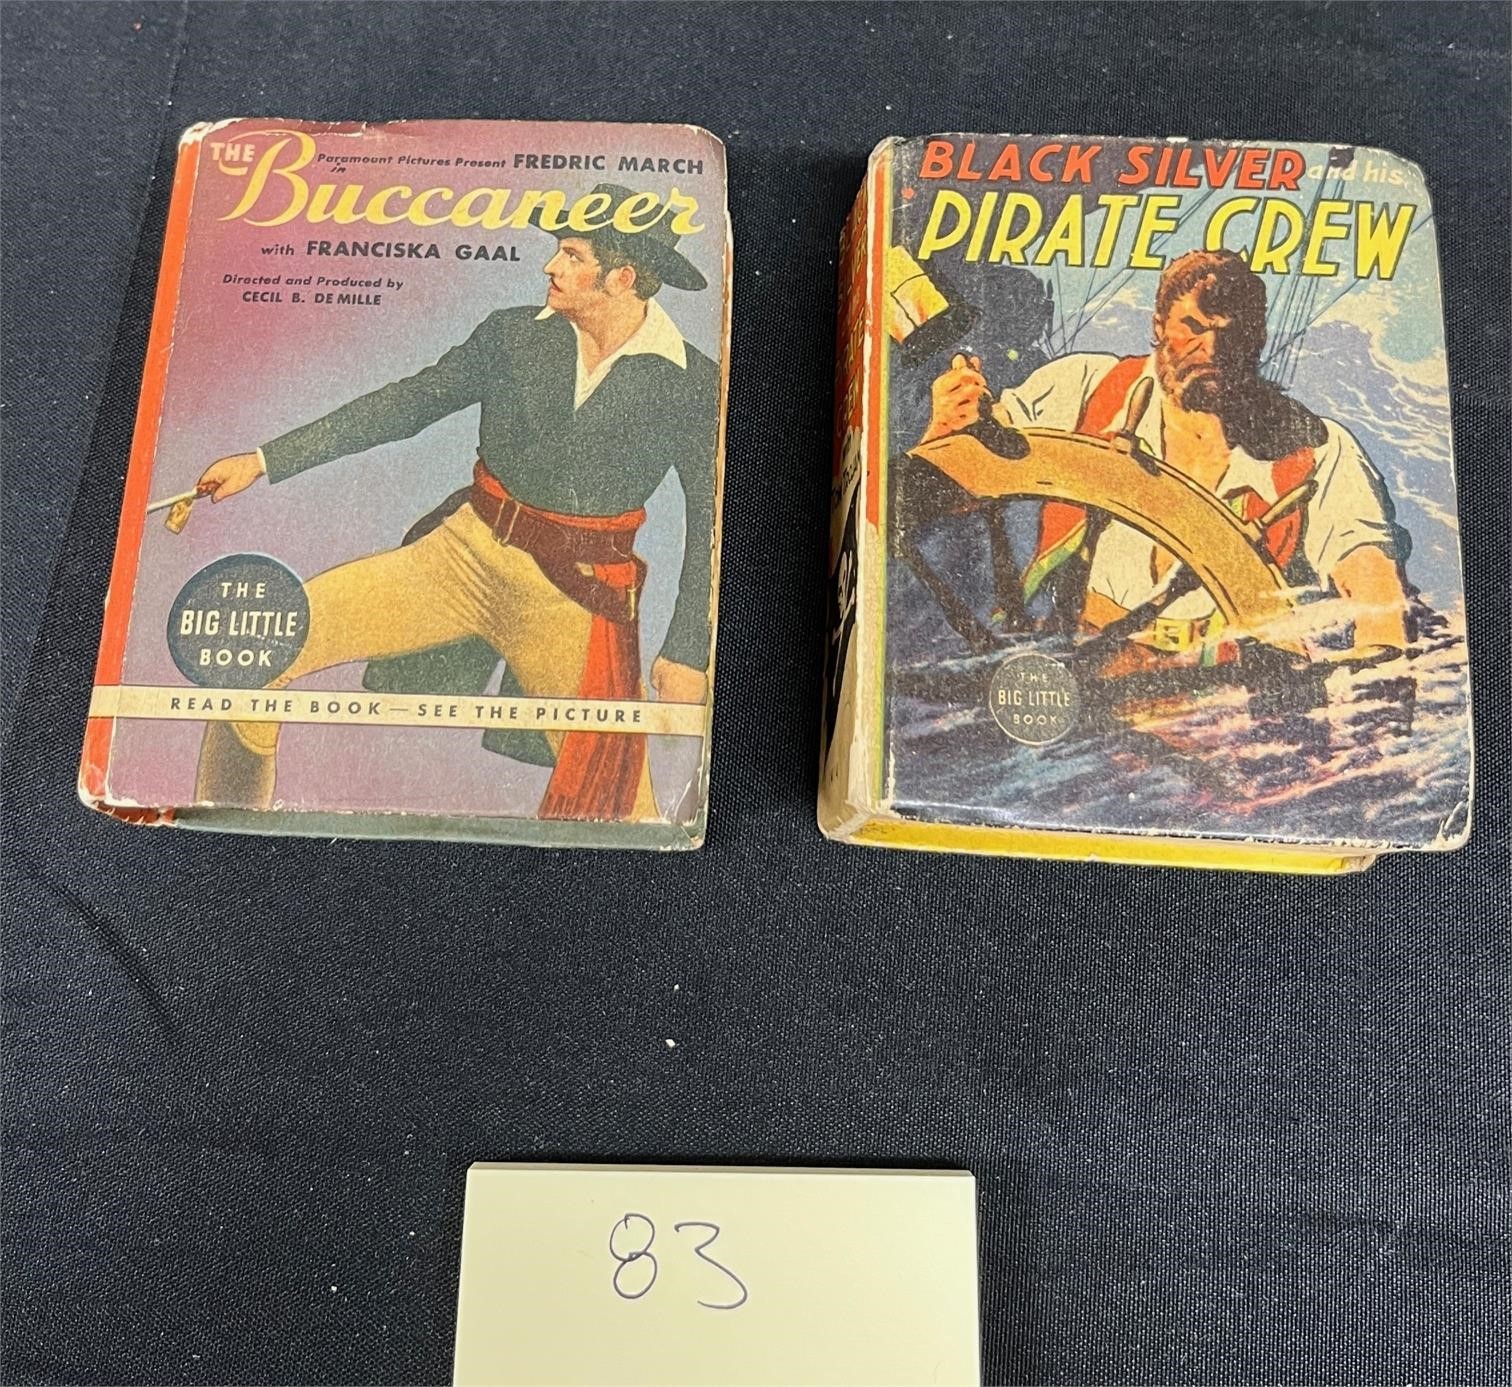 THE
Paramount Pictures Present FREDRIC MARCH
in
Buccaneer
with FRANCISKA GAAL
Directed and Produced by
CECIL B. DE MILLE
THE
BIG LITTLE
BOOK
READ THE BOOK — SEE THE PICTURE
BLACK SILVER and his
PIRATE CREW
THE
BIG LITTLE
BOOK
83